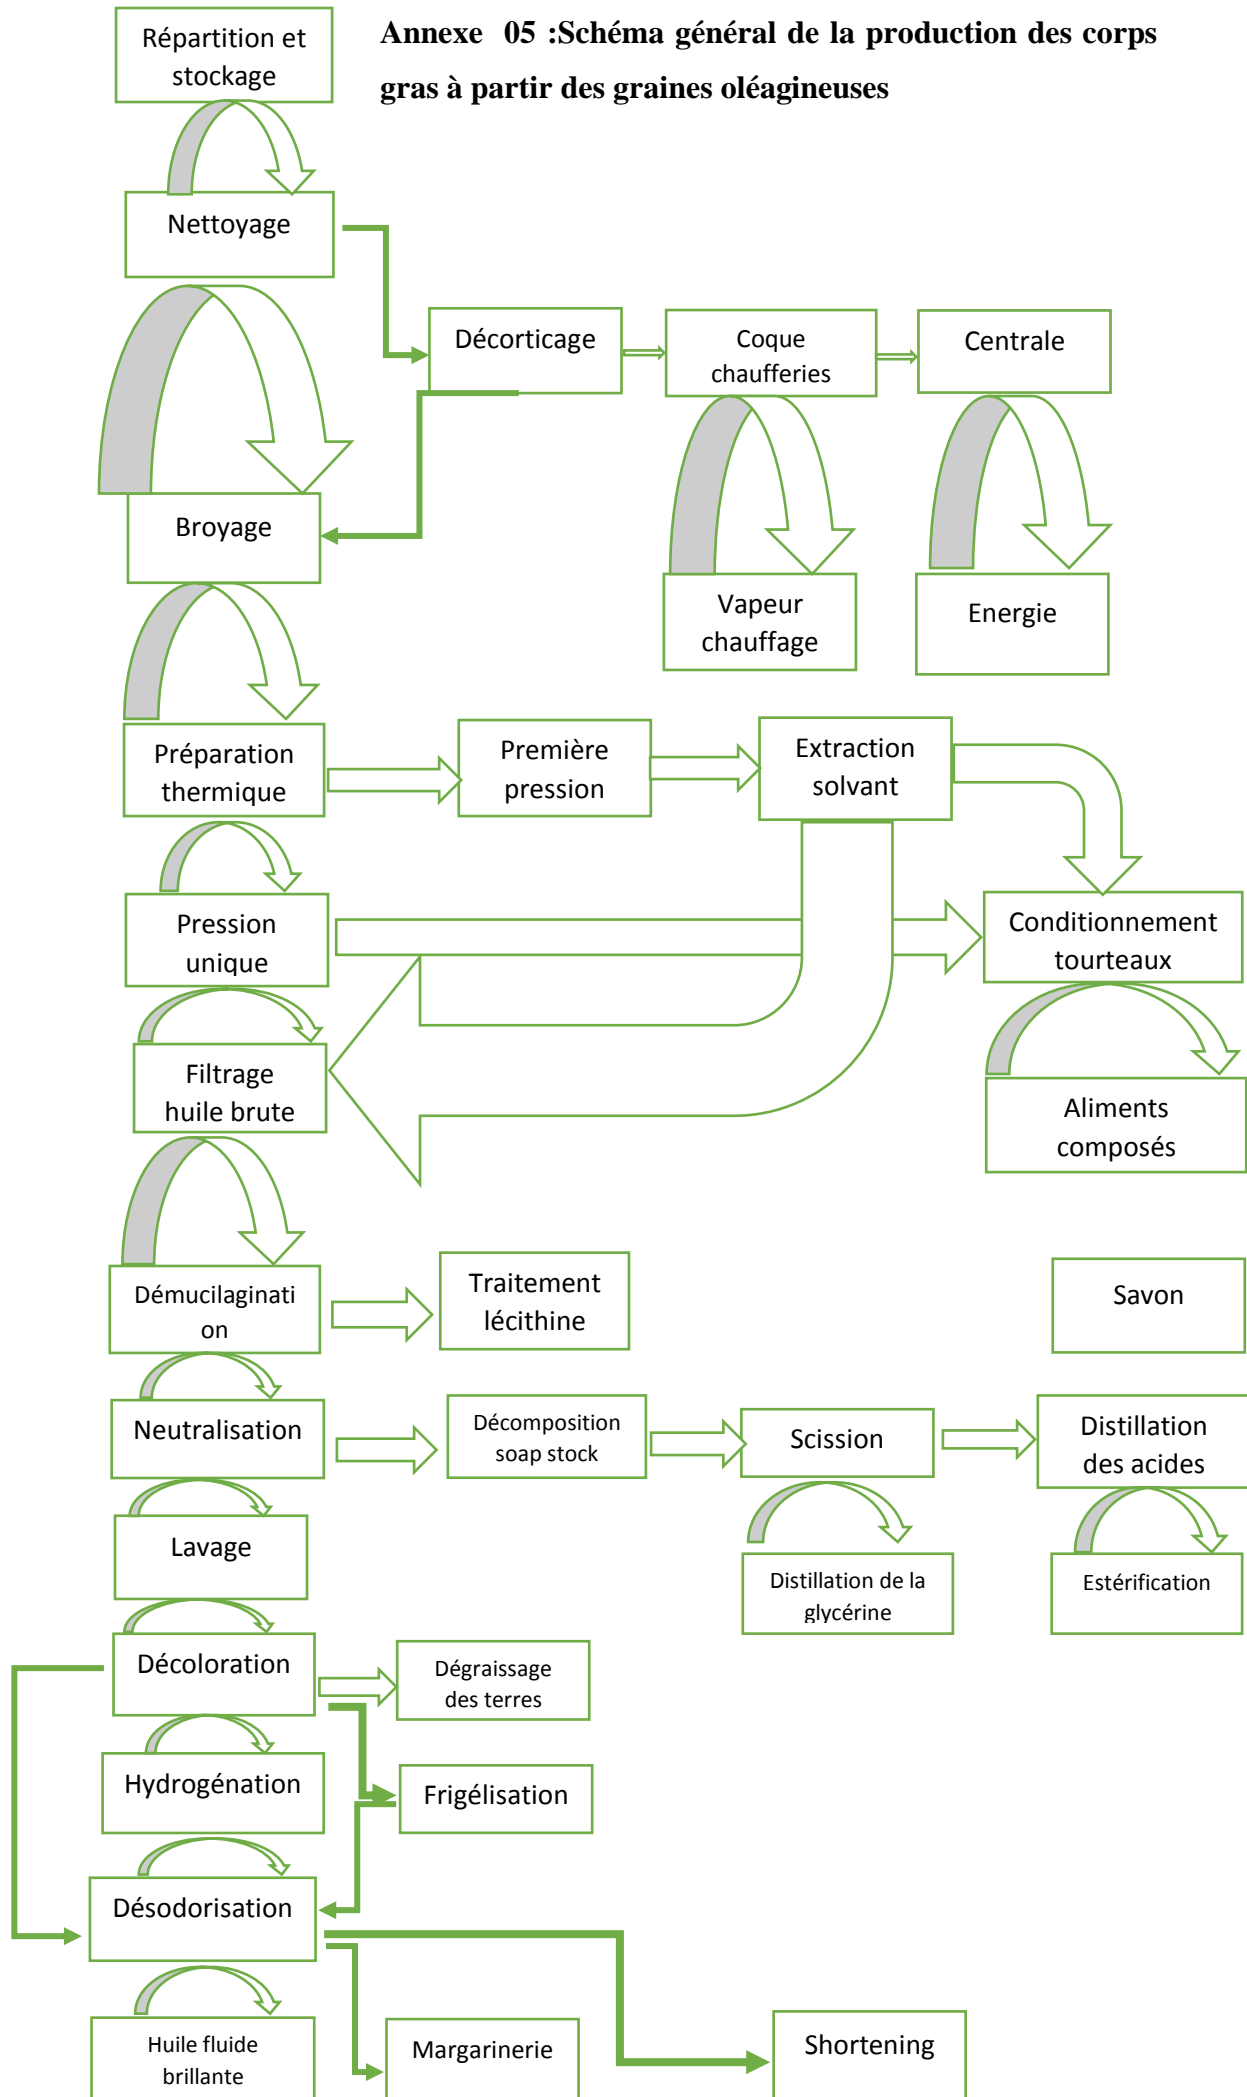 Annexe 05 :Schéma général de la production des corps
gras à partir des graines oléagineuses
Répartition et
stockage
Nettoyage
Décorticage
Coque
chaufferies
Centrale
Broyage
Vapeur
chauffage
Energie
Préparation
thermique
Première
pression
Extraction
solvant
Pression
unique
Conditionnement
tourteaux
Filtrage
huile brute
Aliments
composés
Démucilaginati
on
Traitement
lécithine
Savon
Neutralisation
Décomposition
soap stock
Scission
Distillation
des acides
Lavage
Distillation de la
glycérine
Estérification
Décoloration
Dégraissage
des terres
Hydrogénation
Frigélisation
Désodorisation
Huile fluide
brillante
Margarinerie
Shortening